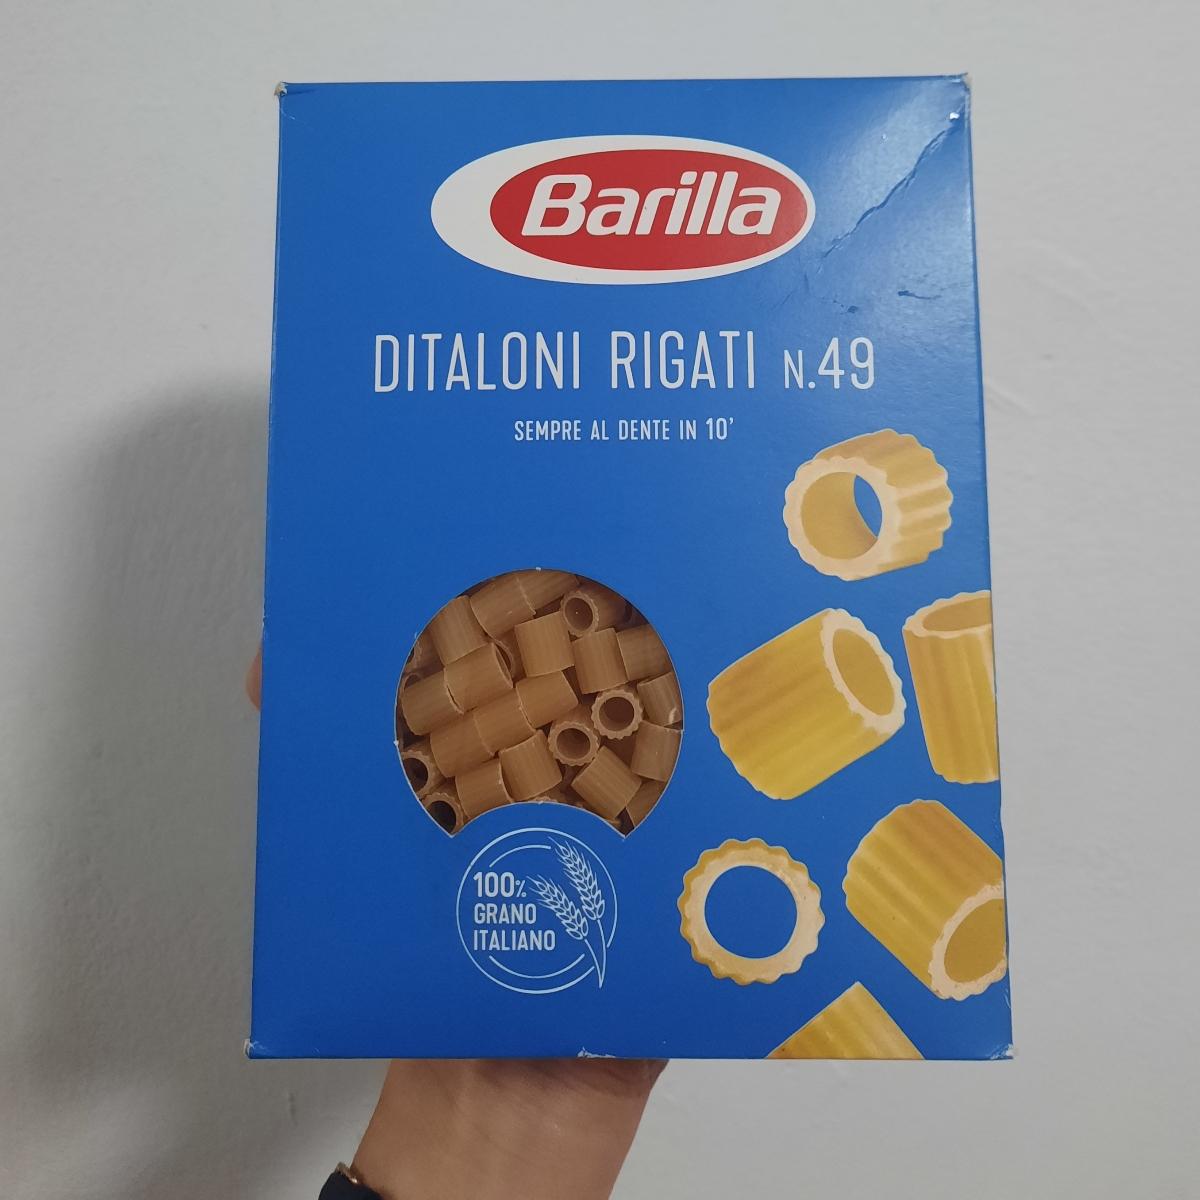 Barilla
DITALONI RIGATI N.49
SEMPRE AL DENTE IN 10'
100%
GRANO
ITALIANO